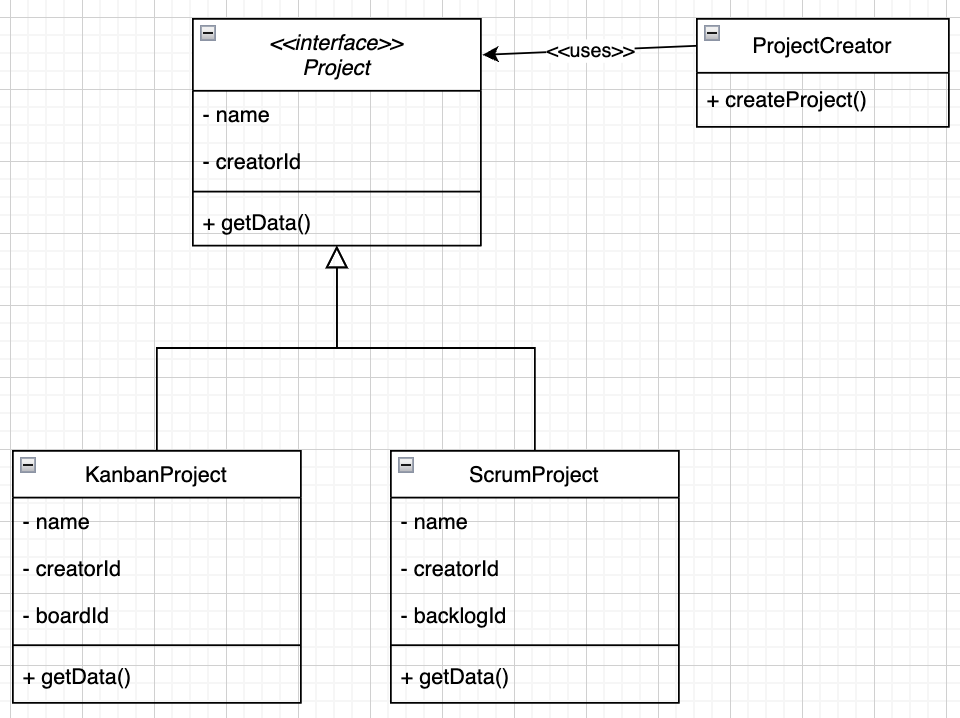 <<interface>>
Project
- name
- creatorId
+ getData()
<<uses>>
ProjectCreator
+ createProject()
KanbanProject
- name
- creatorId
- boardId
+ getData()
ScrumProject
- name
- creatorId
- backlogId
+ getData()